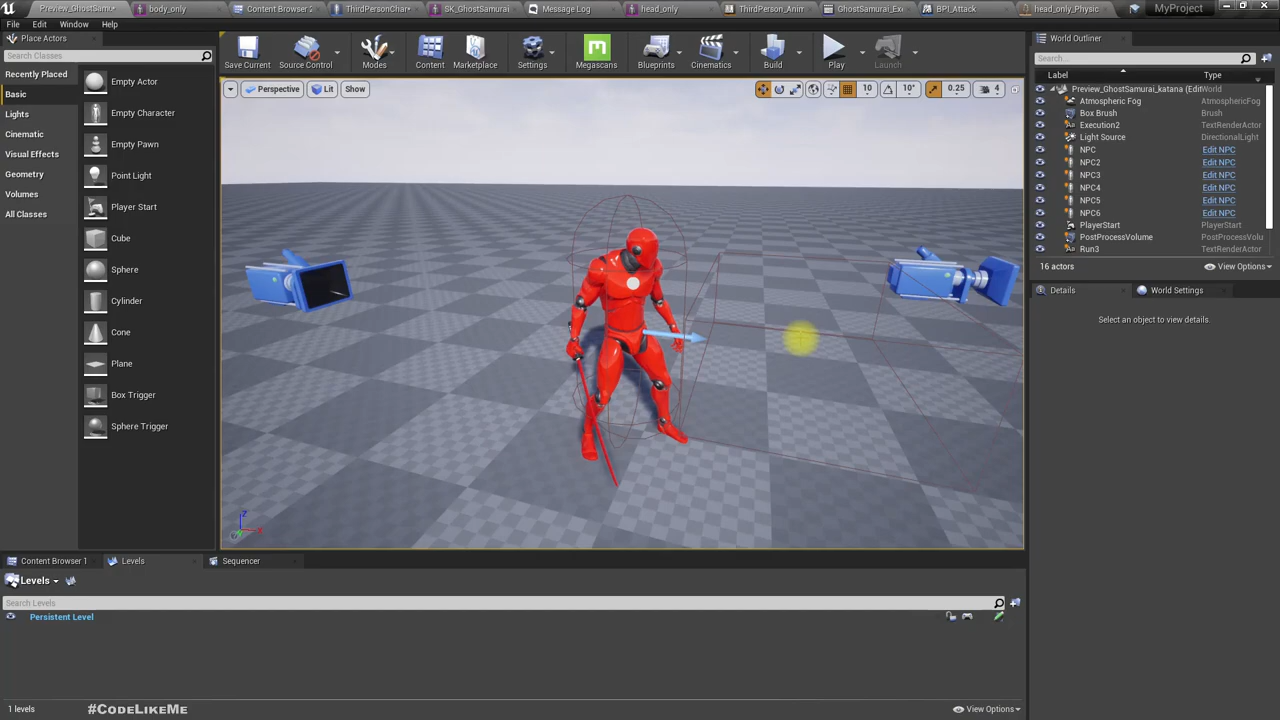 Preview_GhostSamu*
body_only
Content Browser 2
ThirdPersonChar*
SK_GhostSamurai
Message Log
head_only
ThirdPerson_Anim
GhostSamurai_Exe
BPI_Attack
head_only_Physic
MyProject
File Edit Window Help
Place Actors
Search Classes
Recently Placed
Basic
Lights
Cinematic
Visual Effects
Geometry
Volumes
All Classes
Empty Actor
Empty Character
Empty Pawn
Point Light
Player Start
Cube
Sphere
Cylinder
Cone
Plane
Box Trigger
Sphere Trigger
Save Current
Source Control
Modes
Content
Marketplace
Settings
Megascans
Blueprints
Cinematics
Build
Play
Launch
Perspective Lit Show
10 10° 0.25 4
World Outliner
Search...
Label Type
Preview_GhostSamurai_katana (Edit World
Atmospheric Fog AtmosphericFog
Box Brush Brush
Execution2 TextRenderActor
Light Source DirectionalLight
NPC Edit NPC
NPC2 Edit NPC
NPC3 Edit NPC
NPC4 Edit NPC
NPC5 Edit NPC
NPC6 Edit NPC
PlayerStart PlayerStart
PostProcessVolume PostProcessVolu
Run3 TextRenderActor
16 actors View Options
Details World Settings
Select an object to view details.
Content Browser 1 Levels Sequencer
Levels
Search Levels
Persistent Level
1 levels #CodeLikeMe View Options